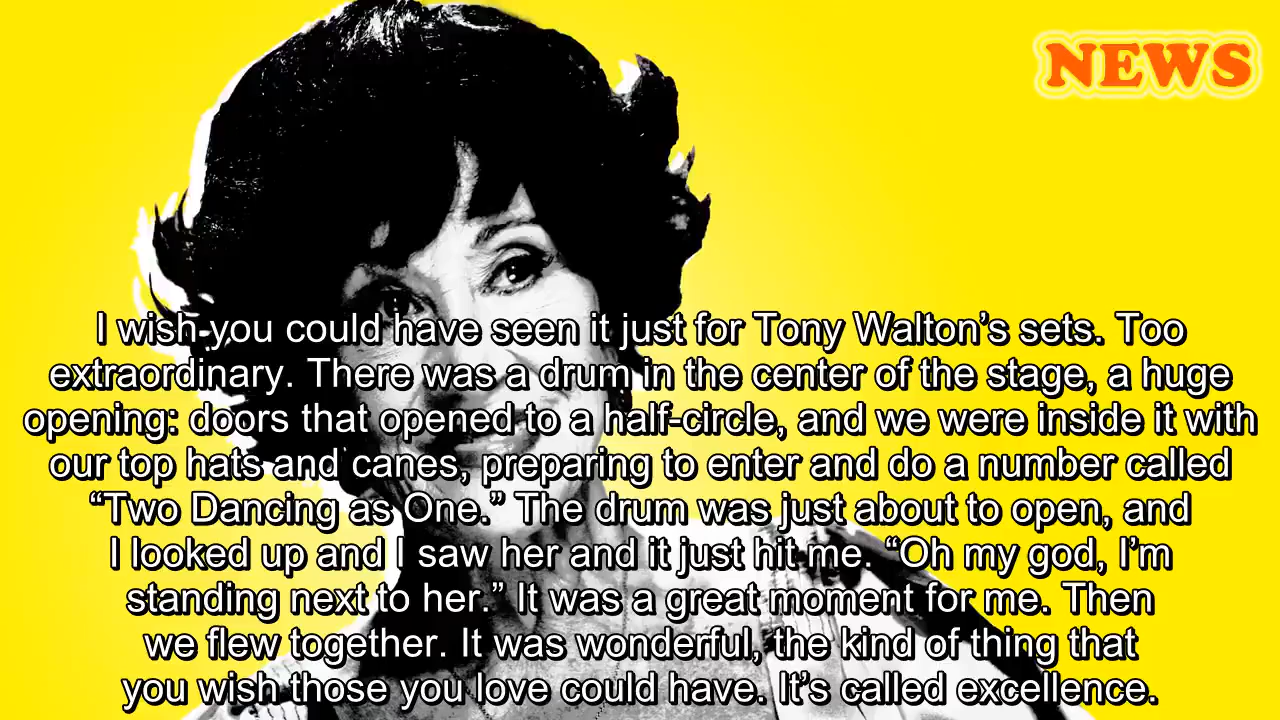 NEWS
I wish you could have seen it just for Tony Walton’s sets. Too
extraordinary. There was a drum in the center of the stage, a huge
opening: doors that opened to a half-circle, and we were inside it with
our top hats and canes, preparing to enter and do a number called
“Two Dancing as One.” The drum was just about to open, and
I looked up and I saw her and it just hit me. “Oh my god, I’m
standing next to her.” It was a great moment for me. Then
we flew together. It was wonderful, the kind of thing that
you wish those you love could have. It’s called excellence.